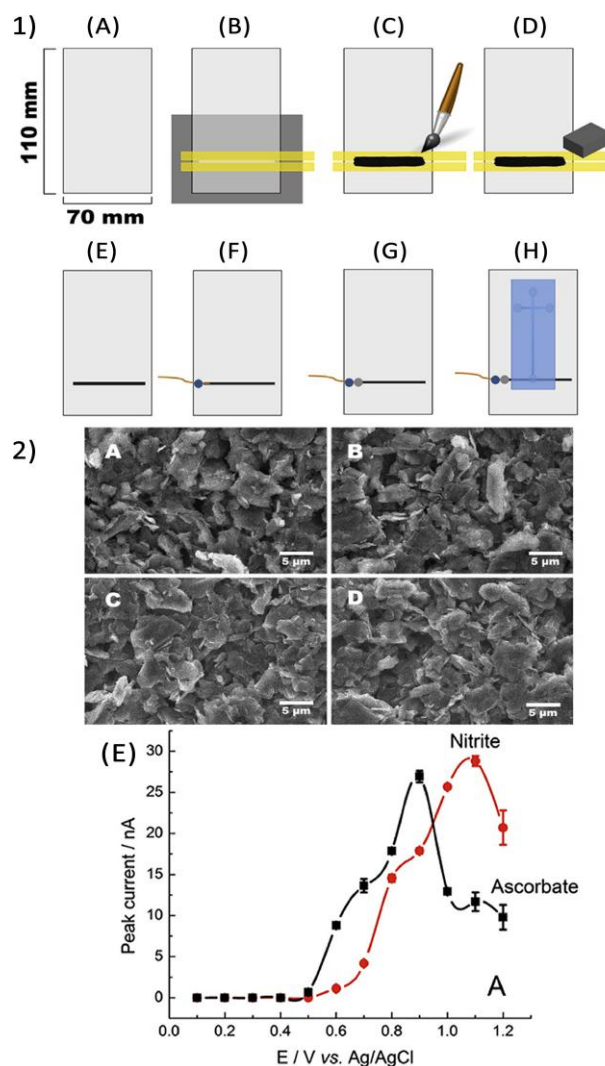 1)
(A)
(B)
(C)
(D)
110 mm
70 mm
(E)
(F)
(G)
(H)
2)
A
B
5 μm
5 μm
C
D
5 μm
5 μm
(E)
Nitrite
Ascorbate
A
Peak current / nA
30
25
20
15
10
5
0
0.0 0.2 0.4 0.6 0.8 1.0 1.2
E / V vs. Ag/AgCl